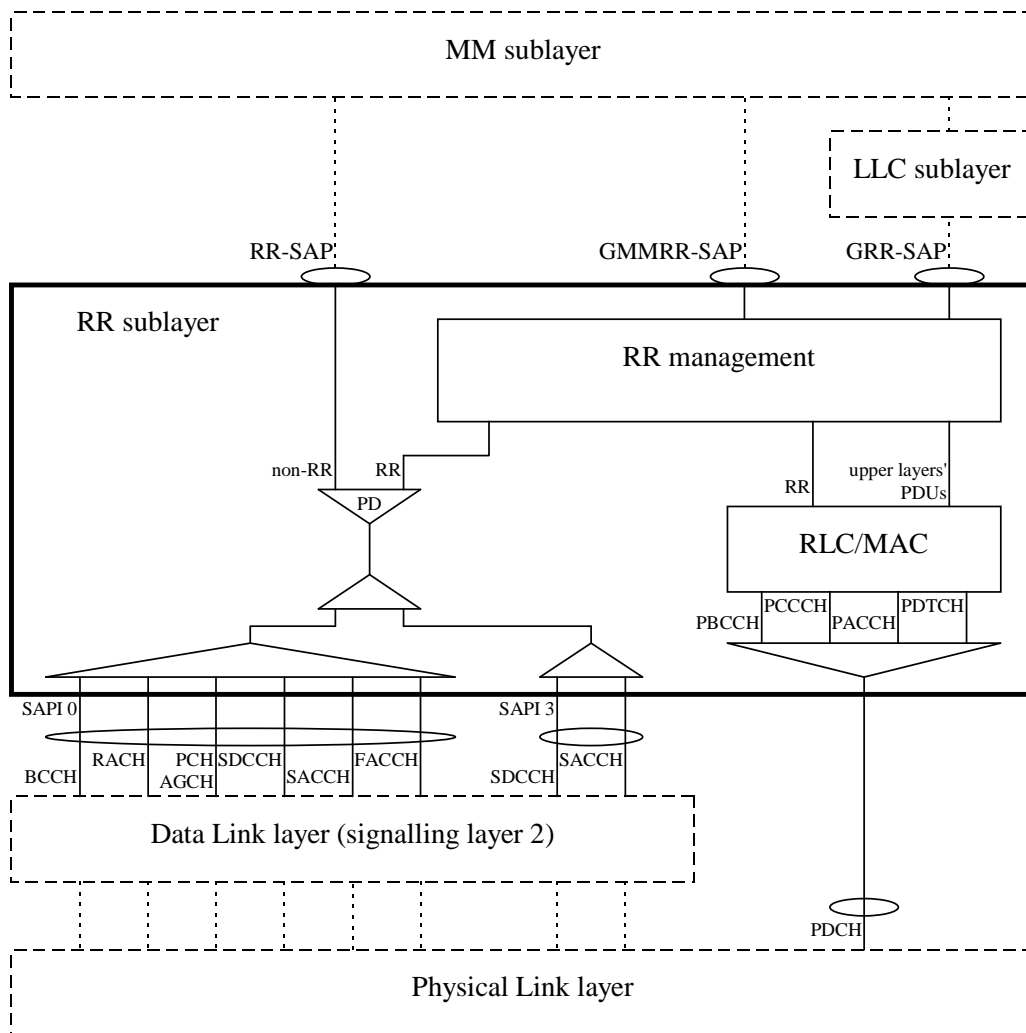 MM sublayer
LLC sublayer
RR-SAP
GMMRR-SAP
GRR-SAP
RR sublayer
RR management
non-RR
RR
PD
RR
upper layers'
PDUs
RLC/MAC
PBCCH
PCCCH
PACCH
PDTCH
SAPI 0
SAPI 3
BCCH
RACH
PCH
AGCH
SDCCH
SACCH
FACCH
SDCCH
SACCH
Data Link layer (signalling layer 2)
PDCH
Physical Link layer